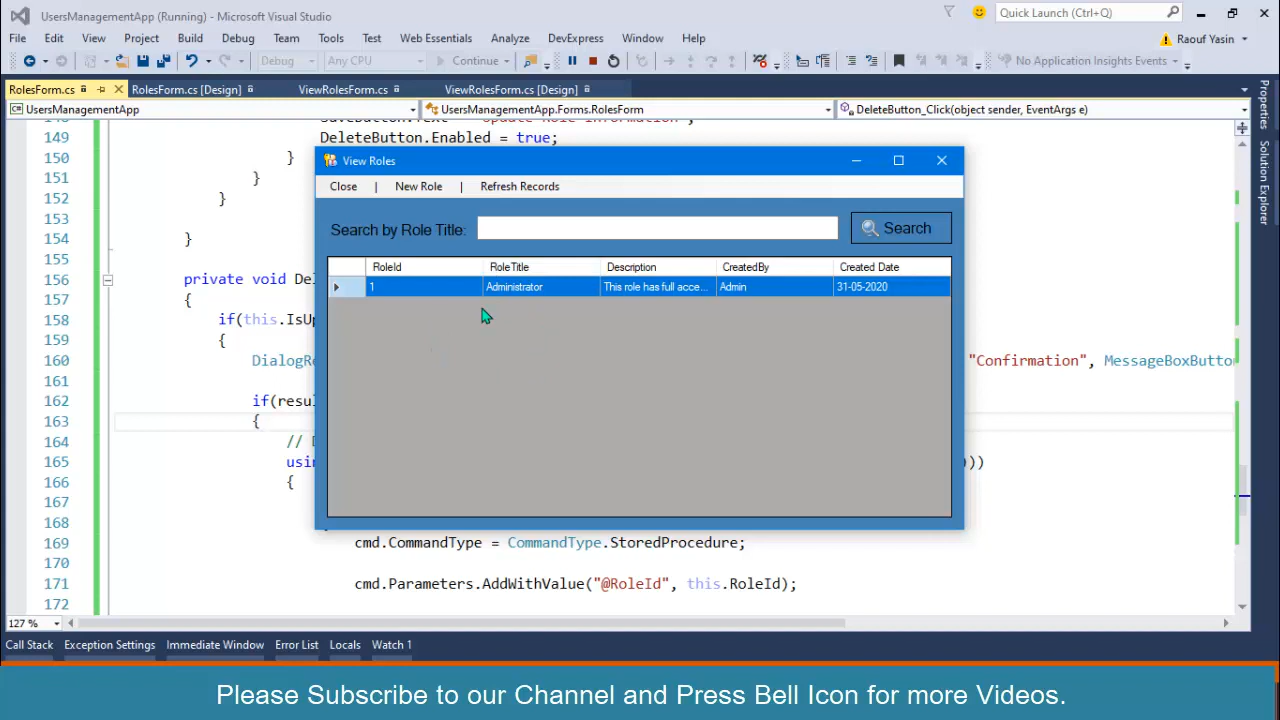 UsersManagementApp (Running) - Microsoft Visual Studio
Quick Launch (Ctrl+Q)
File Edit View Project Build Debug Team Tools Test Web Essentials Analyze DevExpress Window Help
Raouf Yasin
Debug Any CPU Continue No Application Insights Events
RolesForm.cs RolesForm.cs [Design] ViewRolesForm.cs ViewRolesForm.cs [Design]
UsersManagementApp UsersManagementApp.Forms.RolesForm DeleteButton_Click(object sender, EventArgs e)
Properties
Solution Explorer
149 DeleteButton.Enabled = true;
150 }
151 }
152 }
153
154 }
155
156 private void Del
157 {
158 if(this.IsUp
159 {
160 DialogRe "Confirmation", MessageBoxButto
161
162 if(resul
163 {
164 //
165 usin ))
166 {
167
168
169 cmd.CommandType = CommandType.StoredProcedure;
170
171 cmd.Parameters.AddWithValue("@RoleId", this.RoleId);
172
View Roles
Close | New Role | Refresh Records
Search by Role Title: Search
RoleId RoleTitle Description CreatedBy Created Date
1 Administrator This role has full acce... Admin 31-05-2020
127 %
Call Stack Exception Settings Immediate Window Error List Locals Watch 1
Please Subscribe to our Channel and Press Bell Icon for more Videos.